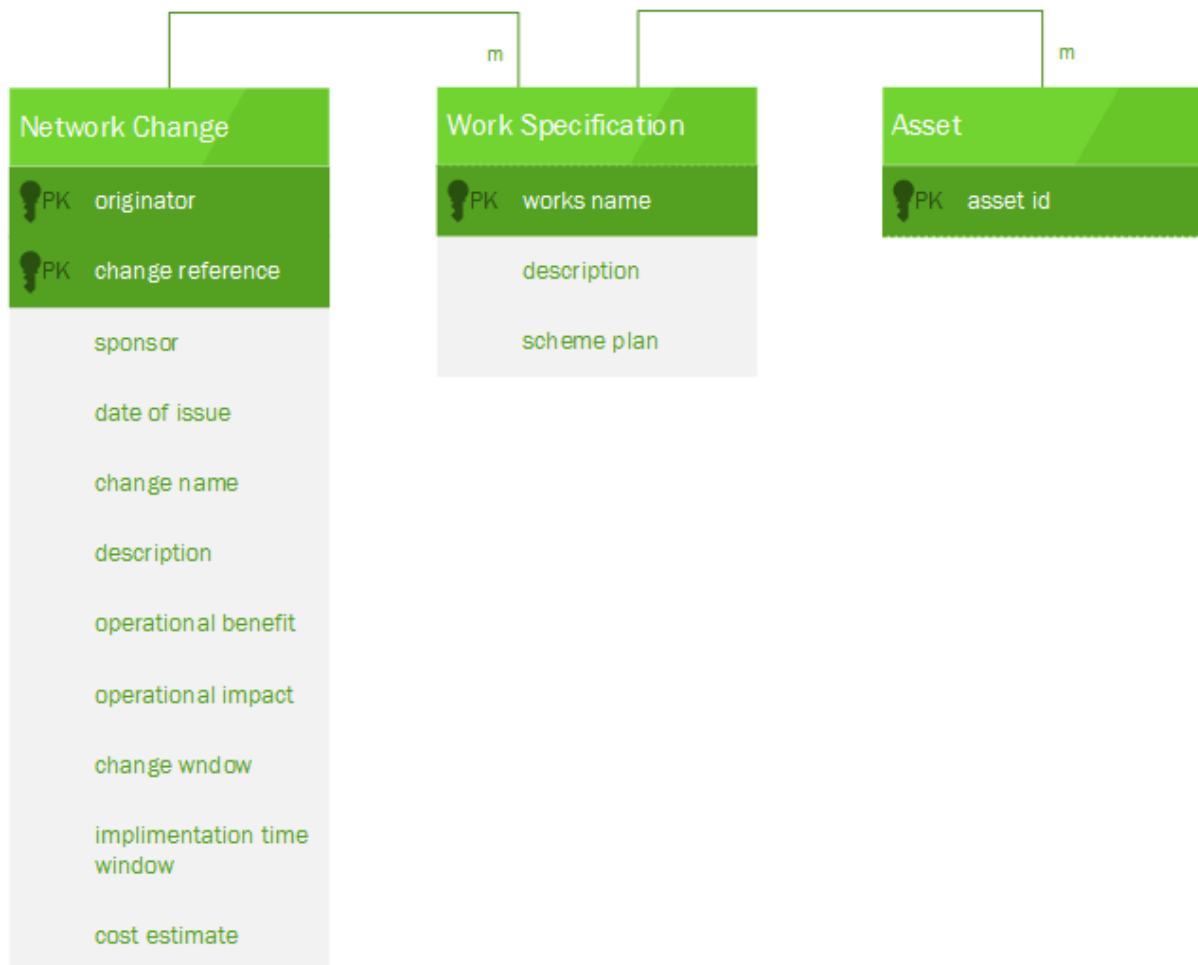 m
m
Network Change
PK originator
PK change reference
sponsor
date of issue
change name
description
operational benefit
operational impact
change wndow
implimentation time
window
cost estimate
Work Specification
PK works name
description
scheme plan
Asset
PK asset id